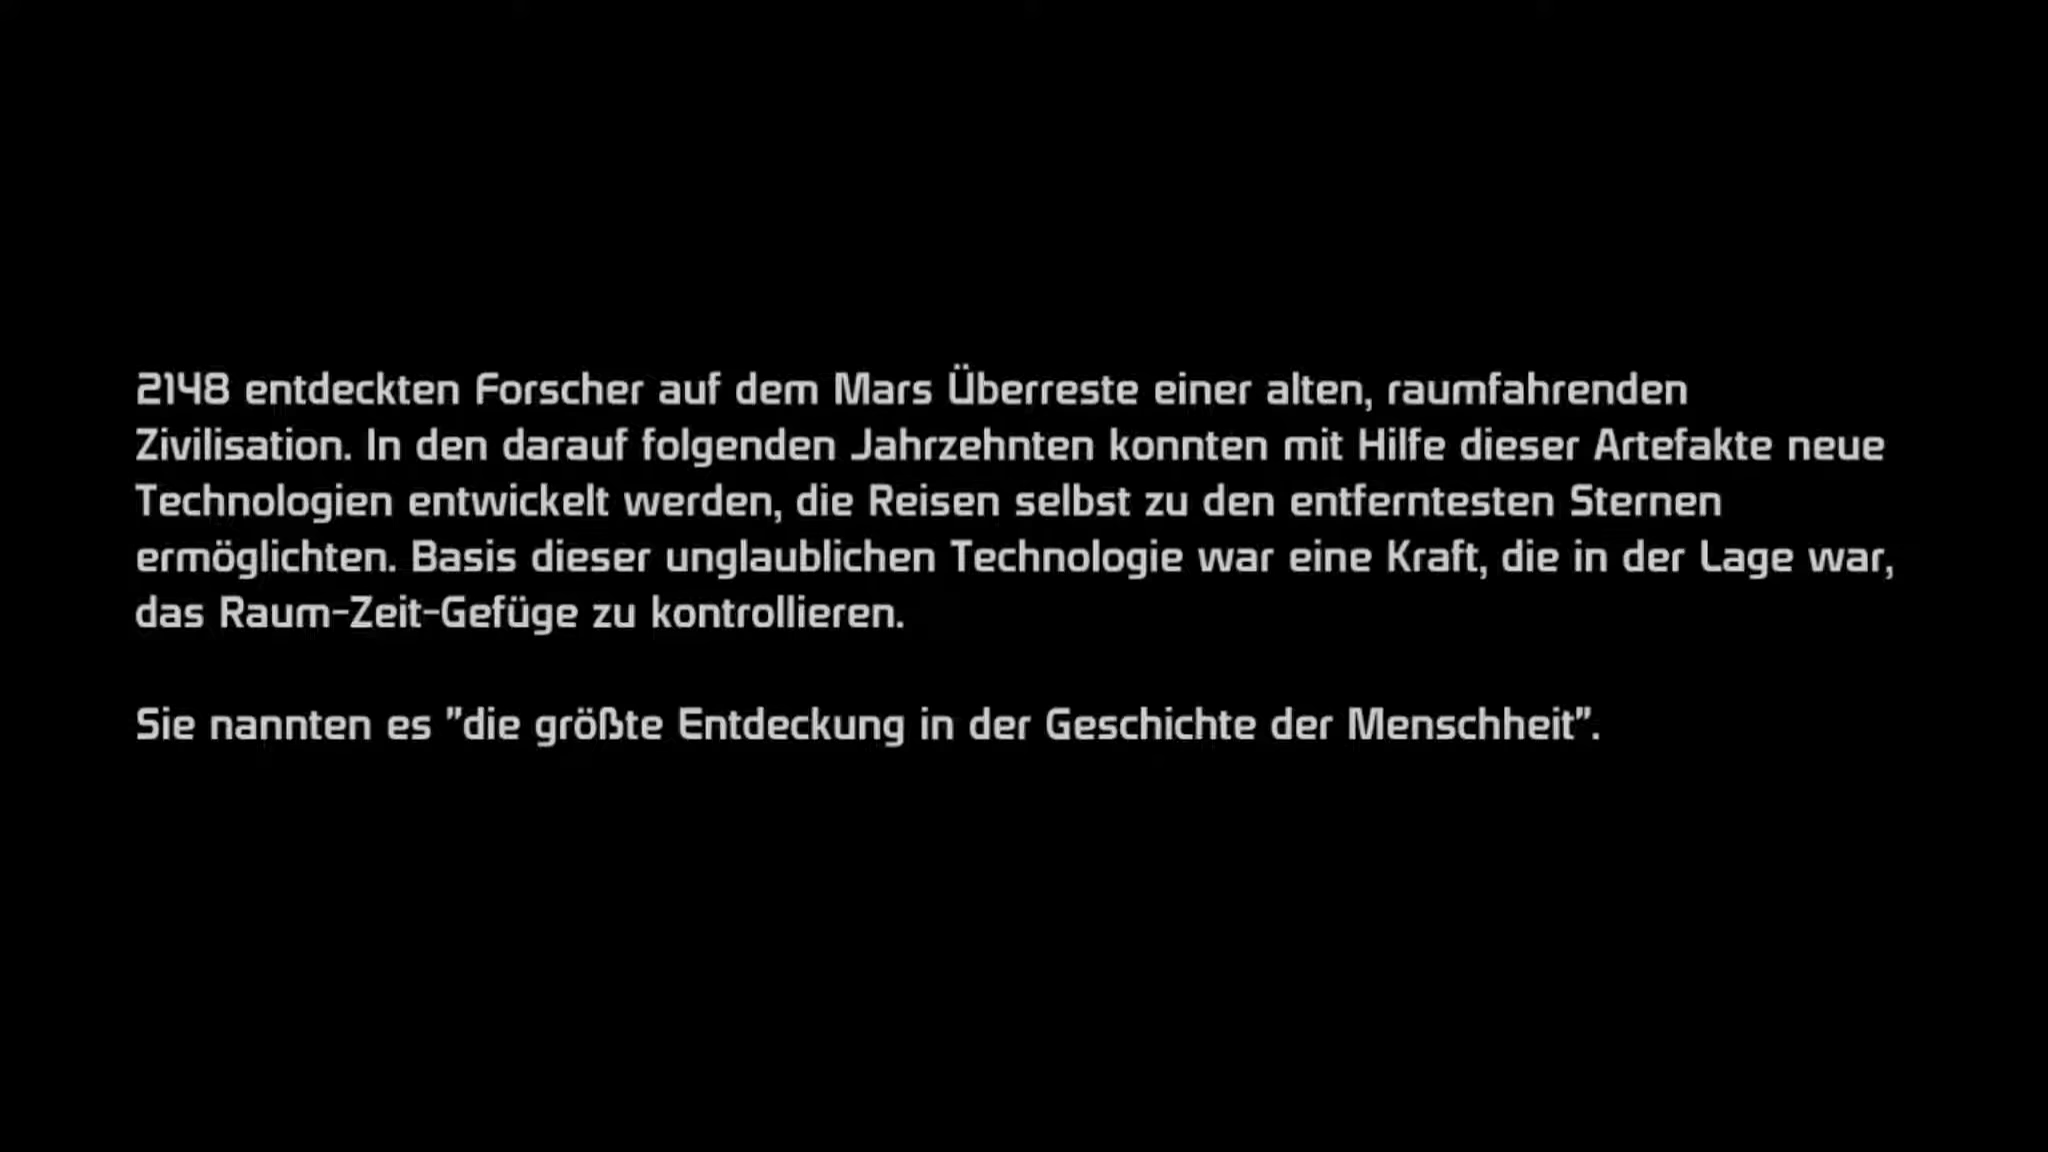 2148 entdeckten Forscher auf dem Mars Überreste einer alten, raumfahrenden
Zivilisation. In den darauf folgenden Jahrzehnten konnten mit Hilfe dieser Artefakte neue
Technologien entwickelt werden, die Reisen selbst zu den entferntesten Sternen
ermöglichten. Basis dieser unglaublichen Technologie war eine Kraft, die in der Lage war,
das Raum-Zeit-Gefüge zu kontrollieren.
Sie nannten es "die größte Entdeckung in der Geschichte der Menschheit".